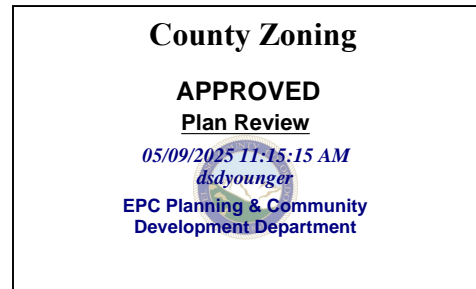 County Zoning
APPROVED
Plan Review
05/09/2025 11:15:15 AM
dsdyounger
EPC Planning & Community
Development Department